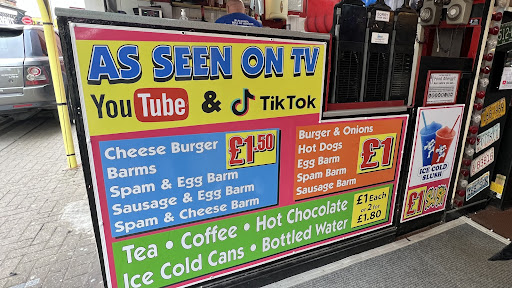 AS SEEN ON TV
YouTube & TikTok
Cheese Burger
Barms
Spam & Egg Barm
Sausage & Egg Barm
Spam & Cheese Barm
£1.50
Burger & Onions
Hot Dogs
Egg Barm
Spam Barm
Sausage Barm
£1
Tea • Coffee • Hot Chocolate
Ice Cold Cans • Bottled Water
£1 Each
or 2 for
£1.80
ICE COLD
SLUSH